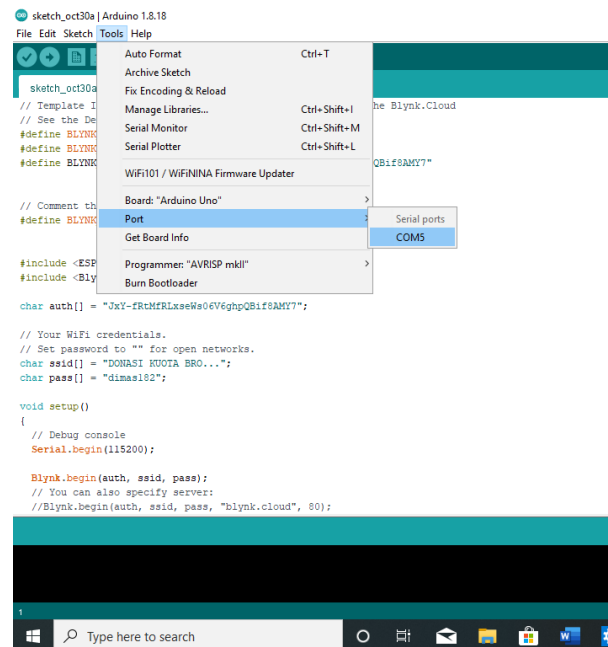 sketch_oct30a | Arduino 1.8.18
File Edit Sketch Tools Help
Auto Format Ctrl+T
Archive Sketch
Fix Encoding & Reload
Manage Libraries... Ctrl+Shift+I
Serial Monitor Ctrl+Shift+M
Serial Plotter Ctrl+Shift+L
WiFi101 / WiFiNINA Firmware Updater
Board: "Arduino Uno"
Port
Get Board Info
Programmer: "AVRISP mkII"
Burn Bootloader
Serial ports
COM5
sketch_oct30a
// Template I he Blynk.Cloud
// See the De
#define BLYNK
#define BLYNK
#define BLYNK QBif8AMY7"
// Comment th
#define BLYNK
#include <ESP
#include <Bly
char auth[] = "JxY-fRtMfRLxseWs06V6ghpQBif8AMY7";
// Your WiFi credentials.
// Set password to "" for open networks.
char ssid[] = "DONASI KUOTA BRO...";
char pass[] = "dimas182";
void setup()
{
// Debug console
Serial.begin(115200);
Blynk.begin(auth, ssid, pass);
// You can also specify server:
//Blynk.begin(auth, ssid, pass, "blynk.cloud", 80);
1
Type here to search